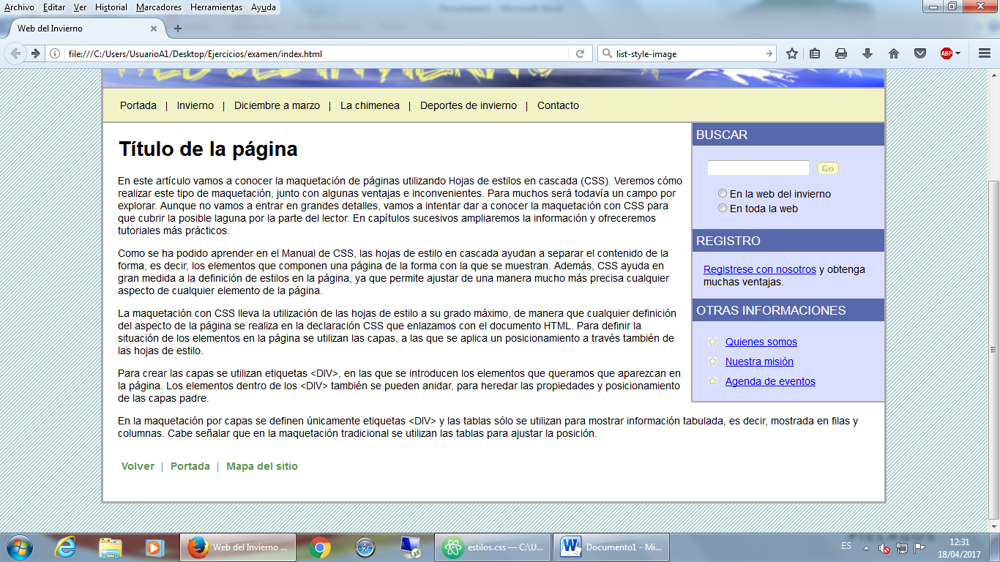 Documento1 - Microsoft Word
Archivo Editar Ver Historial Marcadores Herramientas Ayuda
Web del Invierno
file:///C:/Users/UsuarioA1/Desktop/Ejercicios/examen/index.html
list-style-image
ABP
Portada | Invierno | Diciembre a marzo | La chimenea | Deportes de invierno | Contacto
Título de la página
En este artículo vamos a conocer la maquetación de páginas utilizando Hojas de estilos en cascada (CSS). Veremos cómo
realizar este tipo de maquetación, junto con algunas ventajas e inconvenientes. Para muchos será todavía un campo por
explorar. Aunque no vamos a entrar en grandes detalles, vamos a intentar dar a conocer la maquetación con CSS para
que cubrir la posible laguna por la parte del lector. En capítulos sucesivos ampliaremos la información y ofreceremos
tutoriales más prácticos.
Como se ha podido aprender en el Manual de CSS, las hojas de estilo en cascada ayudan a separar el contenido de la
forma, es decir, los elementos que componen una página de la forma con la que se muestran. Además, CSS ayuda en
gran medida a la definición de estilos en la página, ya que permite ajustar de una manera mucho más precisa cualquier
aspecto de cualquier elemento de la página.
La maquetación con CSS lleva la utilización de las hojas de estilo a su grado máximo, de manera que cualquier definición
del aspecto de la página se realiza en la declaración CSS que enlazamos con el documento HTML. Para definir la
situación de los elementos en la página se utilizan las capas, a las que se aplica un posicionamiento a través también de
las hojas de estilo.
Para crear las capas se utilizan etiquetas <DIV>, en las que se introducen los elementos que queramos que aparezcan en
la página. Los elementos dentro de los <DIV> también se pueden anidar, para heredar las propiedades y posicionamiento
de las capas padre.
En la maquetación por capas se definen únicamente etiquetas <DIV> y las tablas sólo se utilizan para mostrar información tabulada, es decir, mostrada en filas y
columnas. Cabe señalar que en la maquetación tradicional se utilizan las tablas para ajustar la posición.
Volver | Portada | Mapa del sitio
BUSCAR
Go
En la web del invierno
En toda la web
REGISTRO
Registrese con nosotros y obtenga
muchas ventajas.
OTRAS INFORMACIONES
Quienes somos
Nuestra misión
Agenda de eventos
Web del Invierno ...
estilos.css — C:\U...
Documento1 - Mi...
ES
12:31
18/04/2017